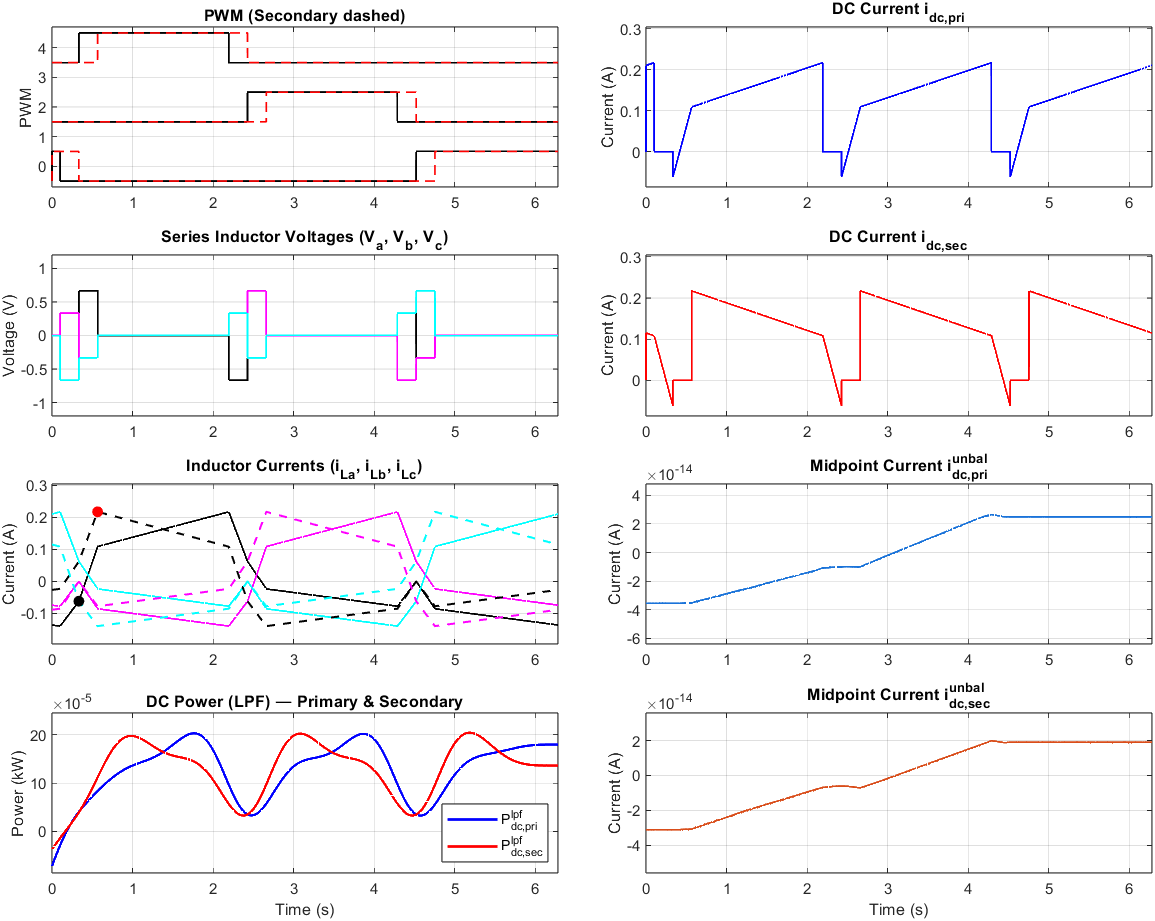 PWM (Secondary dashed)
PWM
4
3
2
1
0
0 1 2 3 4 5 6
DC Current i_dc,pri
Current (A)
0.3
0.2
0.1
0
0 1 2 3 4 5 6
Series Inductor Voltages (V_a, V_b, V_c)
Voltage (V)
1
0.5
0
-0.5
-1
0 1 2 3 4 5 6
DC Current i_dc,sec
Current (A)
0.3
0.2
0.1
0
0 1 2 3 4 5 6
Inductor Currents (i_La, i_Lb, i_Lc)
Current (A)
0.3
0.2
0.1
0
-0.1
0 1 2 3 4 5 6
Midpoint Current i^unbal_dc,pri
×10^-14
Current (A)
4
2
0
-2
-4
-6
0 1 2 3 4 5 6
DC Power (LPF) — Primary & Secondary
×10^-5
Power (kW)
20
10
0
P^lpf_dc,pri
P^lpf_dc,sec
0 1 2 3 4 5 6
Time (s)
Midpoint Current i^unbal_dc,sec
×10^-14
Current (A)
2
0
-2
-4
0 1 2 3 4 5 6
Time (s)